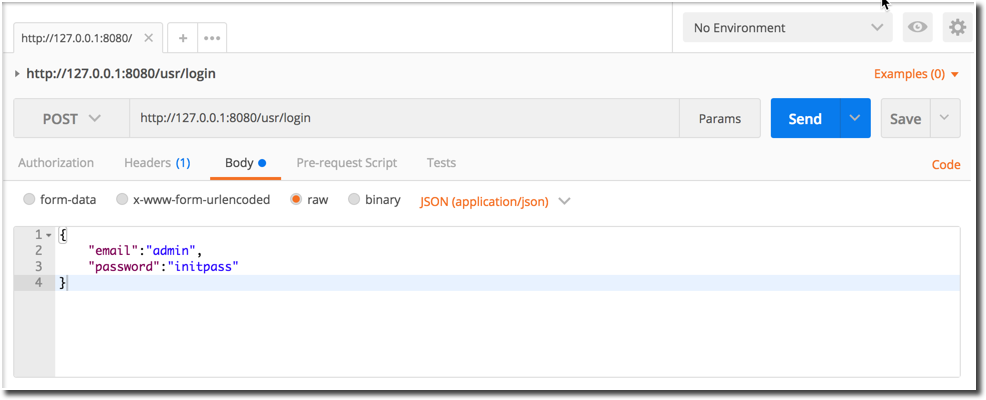 http://127.0.0.1:8080/
No Environment
http://127.0.0.1:8080/usr/login
Examples (0)
POST http://127.0.0.1:8080/usr/login Params Send Save
Authorization Headers (1) Body Pre-request Script Tests Code
form-data x-www-form-urlencoded raw binary JSON (application/json)
1 {
2 "email":"admin",
3 "password":"initpass"
4 }